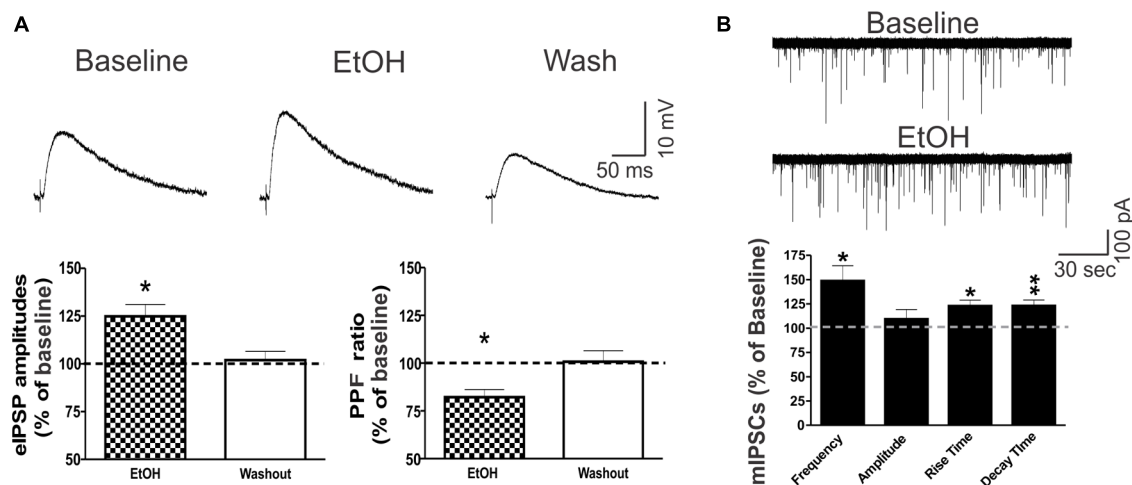 A
Baseline
EtOH
Wash
10 mV
50 ms
eIPSP amplitudes
(% of baseline)
150
125
100
75
50
*
EtOH
Washout
PPF ratio
(% of baseline)
150
125
100
75
50
*
EtOH
Washout
B
Baseline
EtOH
100 pA
30 sec
mIPSCs (% of Baseline)
175
150
125
100
75
50
25
0
*
*
**
Frequency
Amplitude
Rise Time
Decay TIme